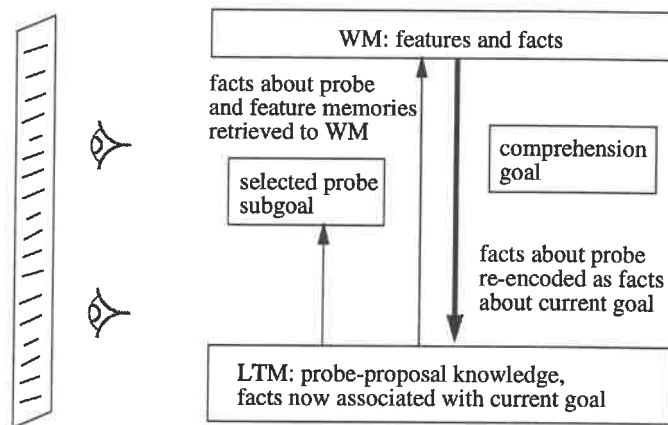 WM: features and facts
facts about probe
and feature memories
retrieved to WM
comprehension
goal
selected probe
subgoal
facts about probe
re-encoded as facts
about current goal
LTM: probe-proposal knowledge,
facts now associated with current goal